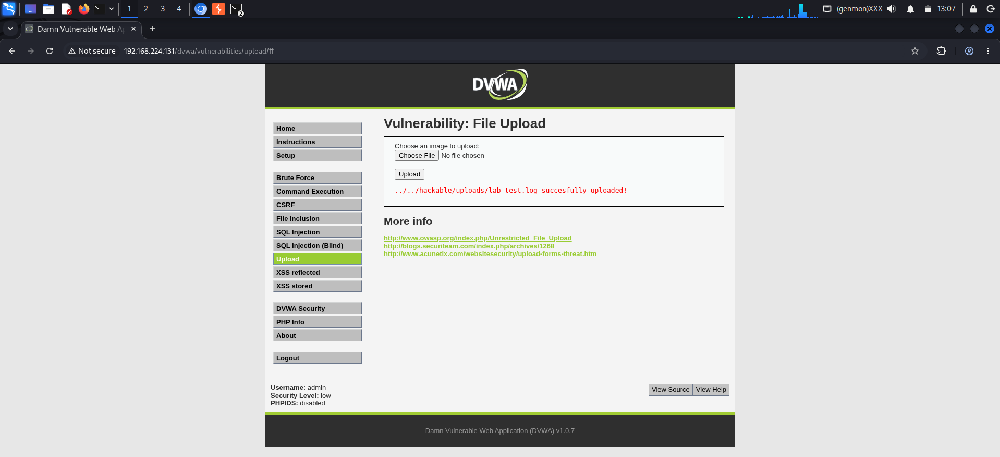 1 2 3 4 2 (genmon)XXX 13:07
Damn Vulnerable Web Ap
Not secure 192.168.224.131/dvwa/vulnerabilities/upload/#
DVWA
Home
Instructions
Setup
Brute Force
Command Execution
CSRF
File Inclusion
SQL Injection
SQL Injection (Blind)
Upload
XSS reflected
XSS stored
DVWA Security
PHP Info
About
Logout
Vulnerability: File Upload
Choose an image to upload:
Choose File No file chosen
Upload
../../hackable/uploads/lab-test.log succesfully uploaded!
More info
http://www.owasp.org/index.php/Unrestricted_File_Upload
http://blogs.securiteam.com/index.php/archives/1268
http://www.acunetix.com/websitesecurity/upload-forms-threat.htm
Username: admin
Security Level: low
PHPIDS: disabled
View Source View Help
Damn Vulnerable Web Application (DVWA) v1.0.7